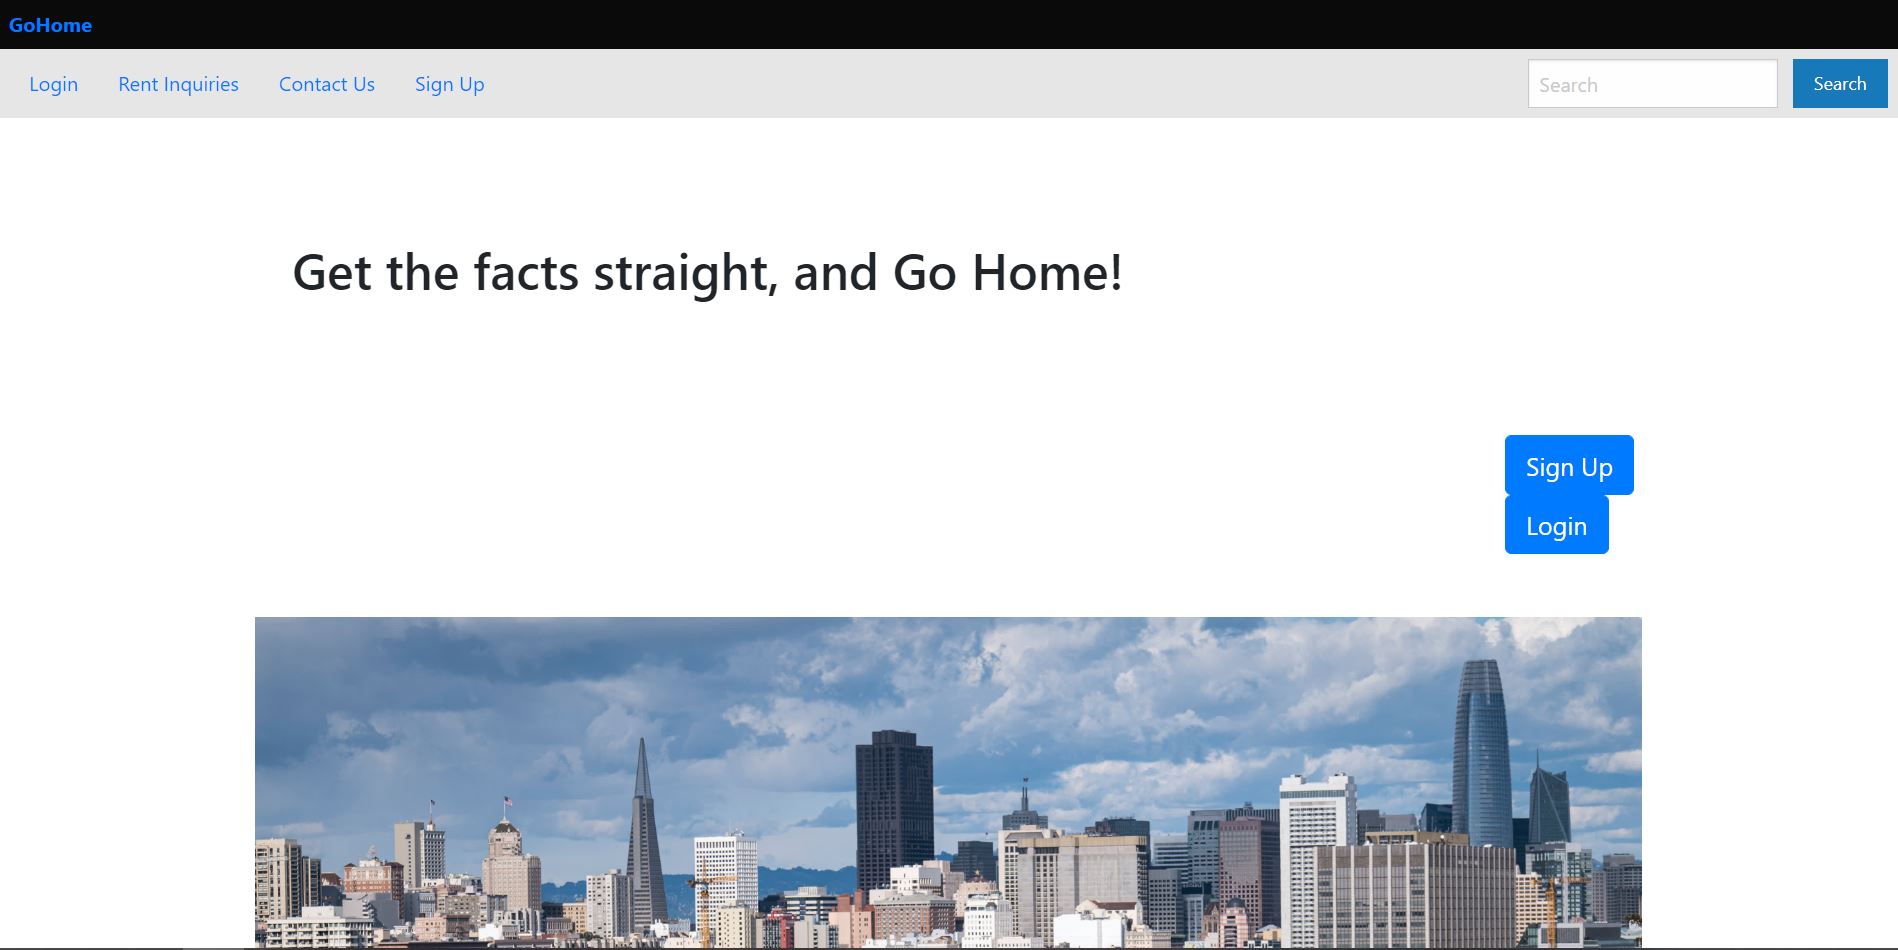 GoHome
Login Rent Inquiries Contact Us Sign Up Search Search
Get the facts straight, and Go Home!
Sign Up
Login